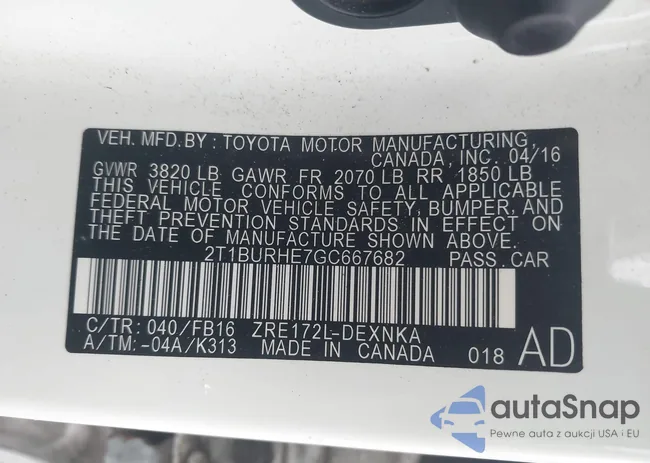 VEH. MFD.BY : TOYOTA MOTOR MANUFACTURING,
CANADA, INC. 04/16
GVWR 3820 LB GAWR FR 2070 LB RR 1850 LB
THIS VEHICLE CONFORMS TO ALL APPLICABLE
FEDERAL MOTOR VEHICLE SAFETY, BUMPER, AND
THEFT PREVENTION STANDARDS IN EFFECT ON
THE DATE OF MANUFACTURE SHOWN ABOVE.
2T1BURHE7GC667682 PASS.CAR
C/TR: 040/FB16 ZRE172L-DEXNKA
A/TM:-04A/K313 MADE IN CANADA 018 AD
autoSnap
Pewne auta z aukcji USA i EU